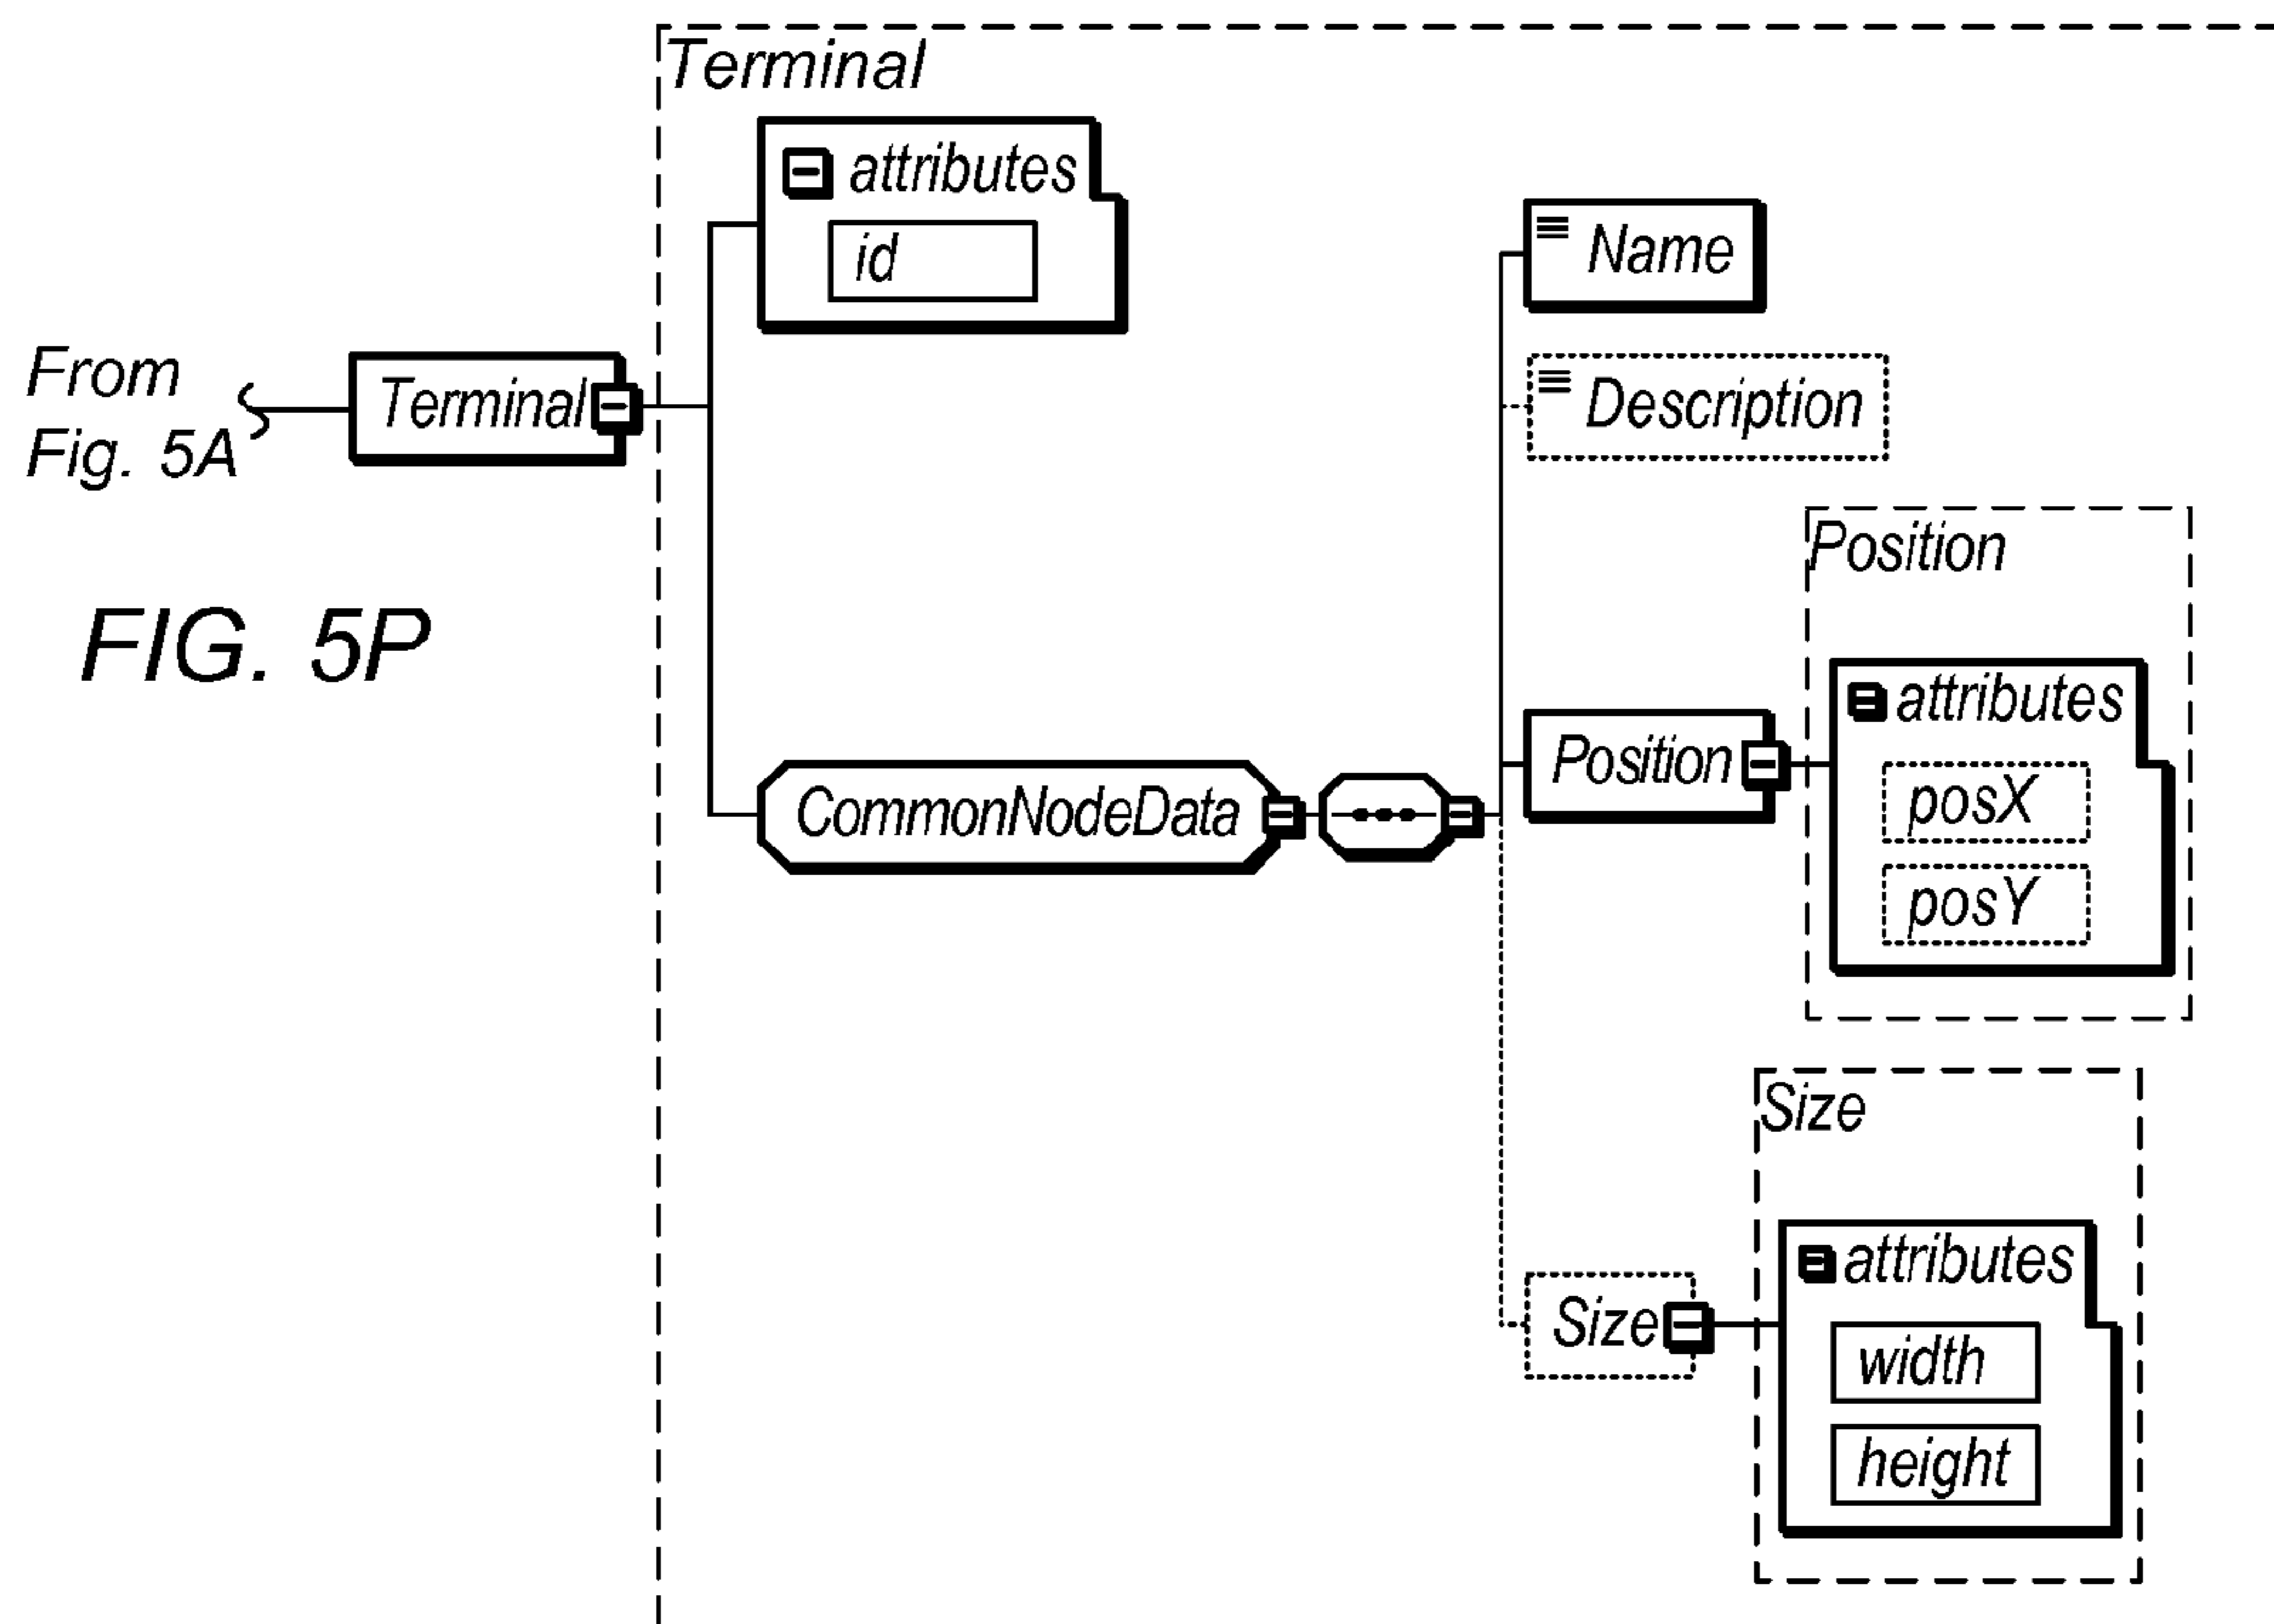 Terminal
attributes
id
Name
From
Fig. 5A
Terminal
Description
Position
FIG. 5P
attributes
Position
posX
CommonNodeData
posY
Size
attributes
Size
width
height